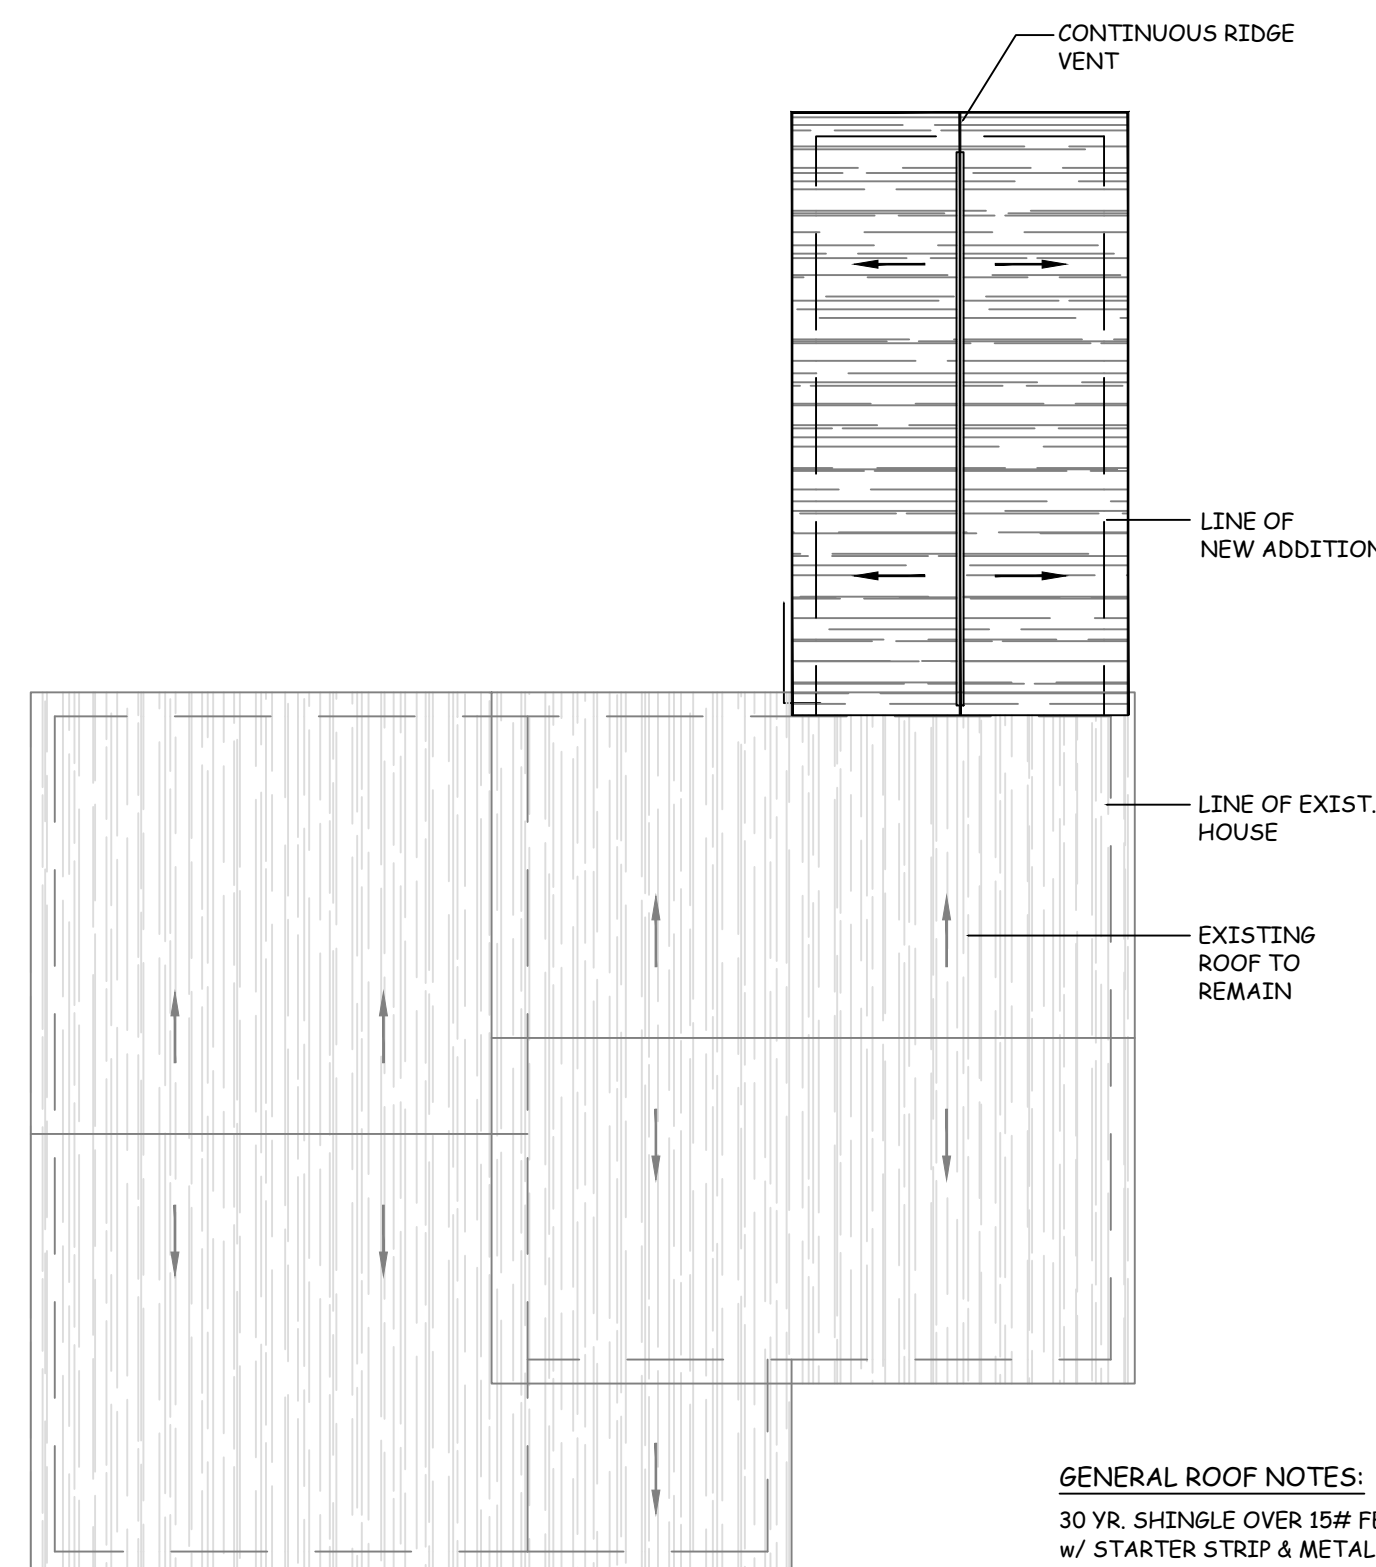 CONTINUOUS RIDGE
VENT
LINE OF
NEW ADDITION
LINE OF EXIST.
HOUSE
EXISTING
ROOF TO
REMAIN
GENERAL ROOF NOTES:
30 YR. SHINGLE OVER 15#
w/ STARTER STRIP & METAL